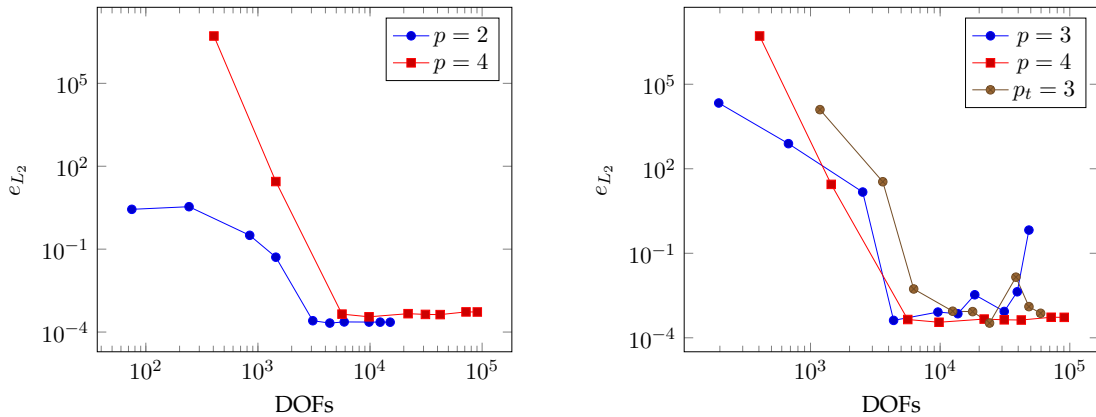 p = 2
p = 4
10^5
10^2
10^{-1}
10^{-4}
e_{L_2}
10^2
10^3
10^4
10^5
DOFs
p = 3
p = 4
p_t = 3
10^5
10^2
10^{-1}
10^{-4}
e_{L_2}
10^3
10^4
10^5
DOFs